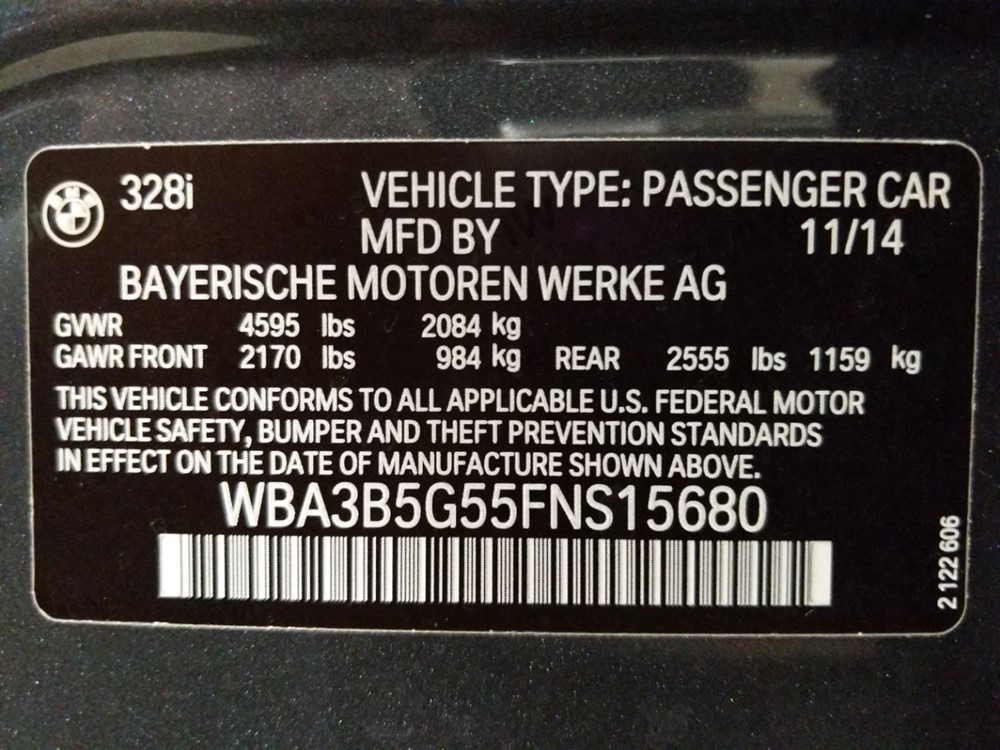 328i VEHICLE TYPE: PASSENGER CAR
MFD BY 11/14
BAYERISCHE MOTOREN WERKE AG
GVWR 4595 lbs 2084 kg
GAWR FRONT 2170 lbs 984 kg REAR 2555 lbs 1159 kg
THIS VEHICLE CONFORMS TO ALL APPLICABLE U.S. FEDERAL MOTOR
VEHICLE SAFETY, BUMPER AND THEFT PREVENTION STANDARDS
IN EFFECT ON THE DATE OF MANUFACTURE SHOWN ABOVE.
WBA3B5G55FNS15680
2 122 606